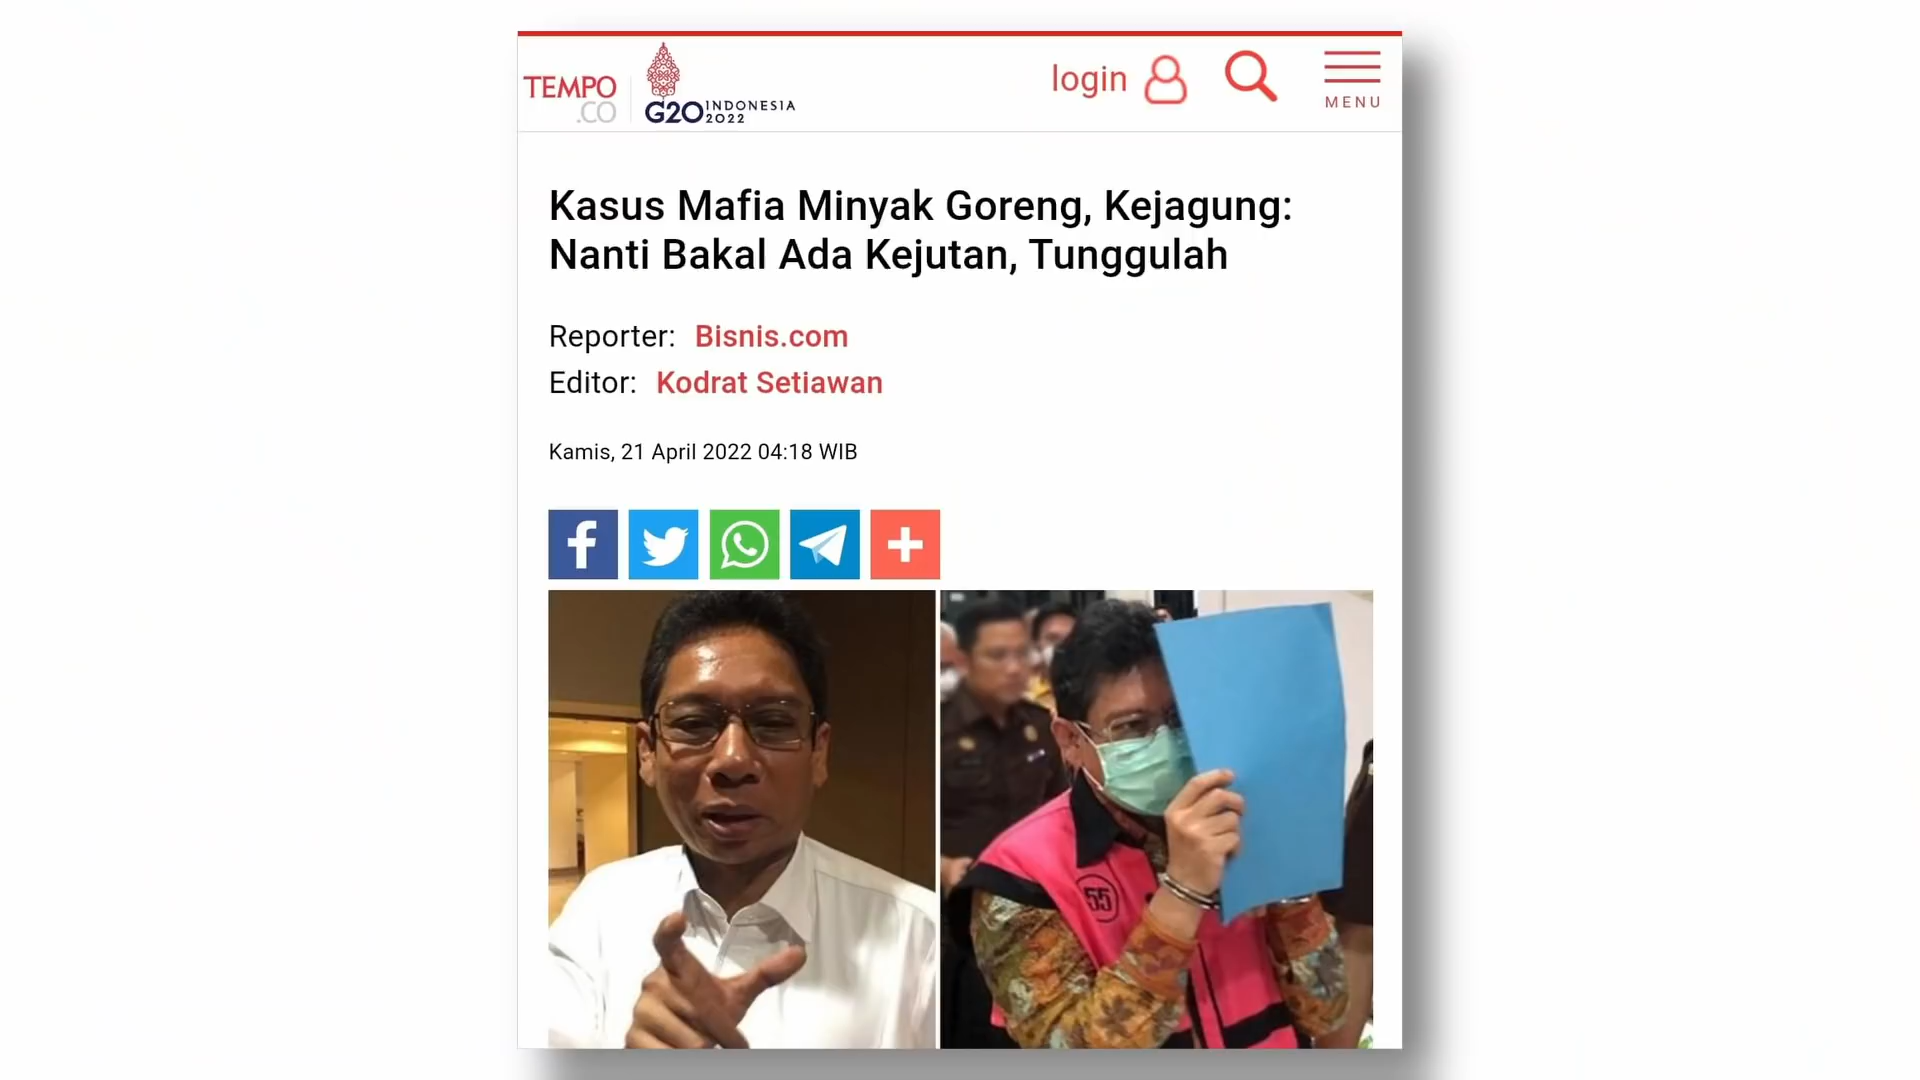 TEMPO
.CO
G20 INDONESIA
2022
login
MENU
Kasus Mafia Minyak Goreng, Kejagung:
Nanti Bakal Ada Kejutan, Tunggulah
Reporter: Bisnis.com
Editor: Kodrat Setiawan
Kamis, 21 April 2022 04:18 WIB
55